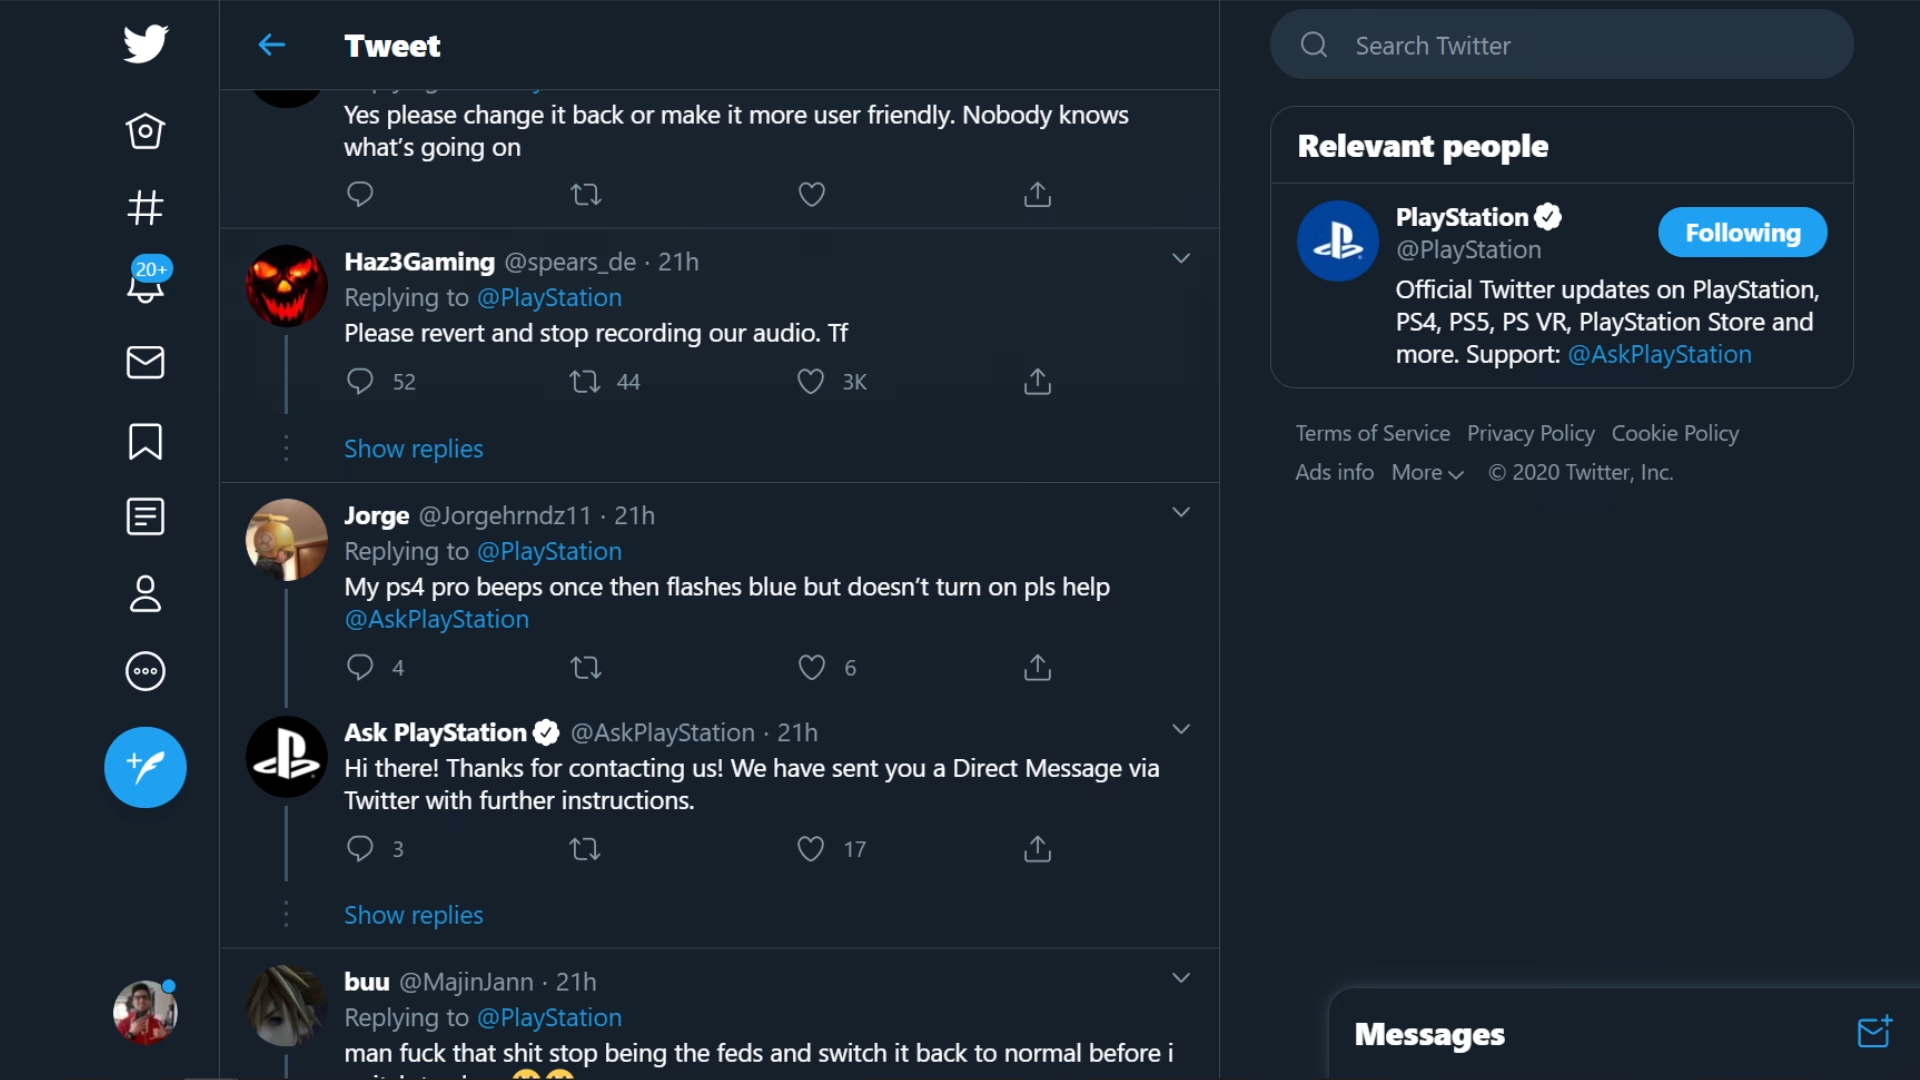 Tweet
Yes please change it back or make it more user friendly. Nobody knows
what's going on
Haz3Gaming @spears_de · 21h
Replying to @PlayStation
Please revert and stop recording our audio. Tf
52 44 3K
Show replies
Jorge @Jorgehrndz11 · 21h
Replying to @PlayStation
My ps4 pro beeps once then flashes blue but doesn't turn on pls help
@AskPlayStation
4 6
Ask PlayStation @AskPlayStation · 21h
Hi there! Thanks for contacting us! We have sent you a Direct Message via
Twitter with further instructions.
3 17
Show replies
buu @MajinJann · 21h
Replying to @PlayStation
man fuck that shit stop being the feds and switch it back to normal before i
20+
Search Twitter
Relevant people
PlayStation
@PlayStation
Following
Official Twitter updates on PlayStation,
PS4, PS5, PS VR, PlayStation Store and
more. Support: @AskPlayStation
Terms of Service Privacy Policy Cookie Policy
Ads info More © 2020 Twitter, Inc.
Messages